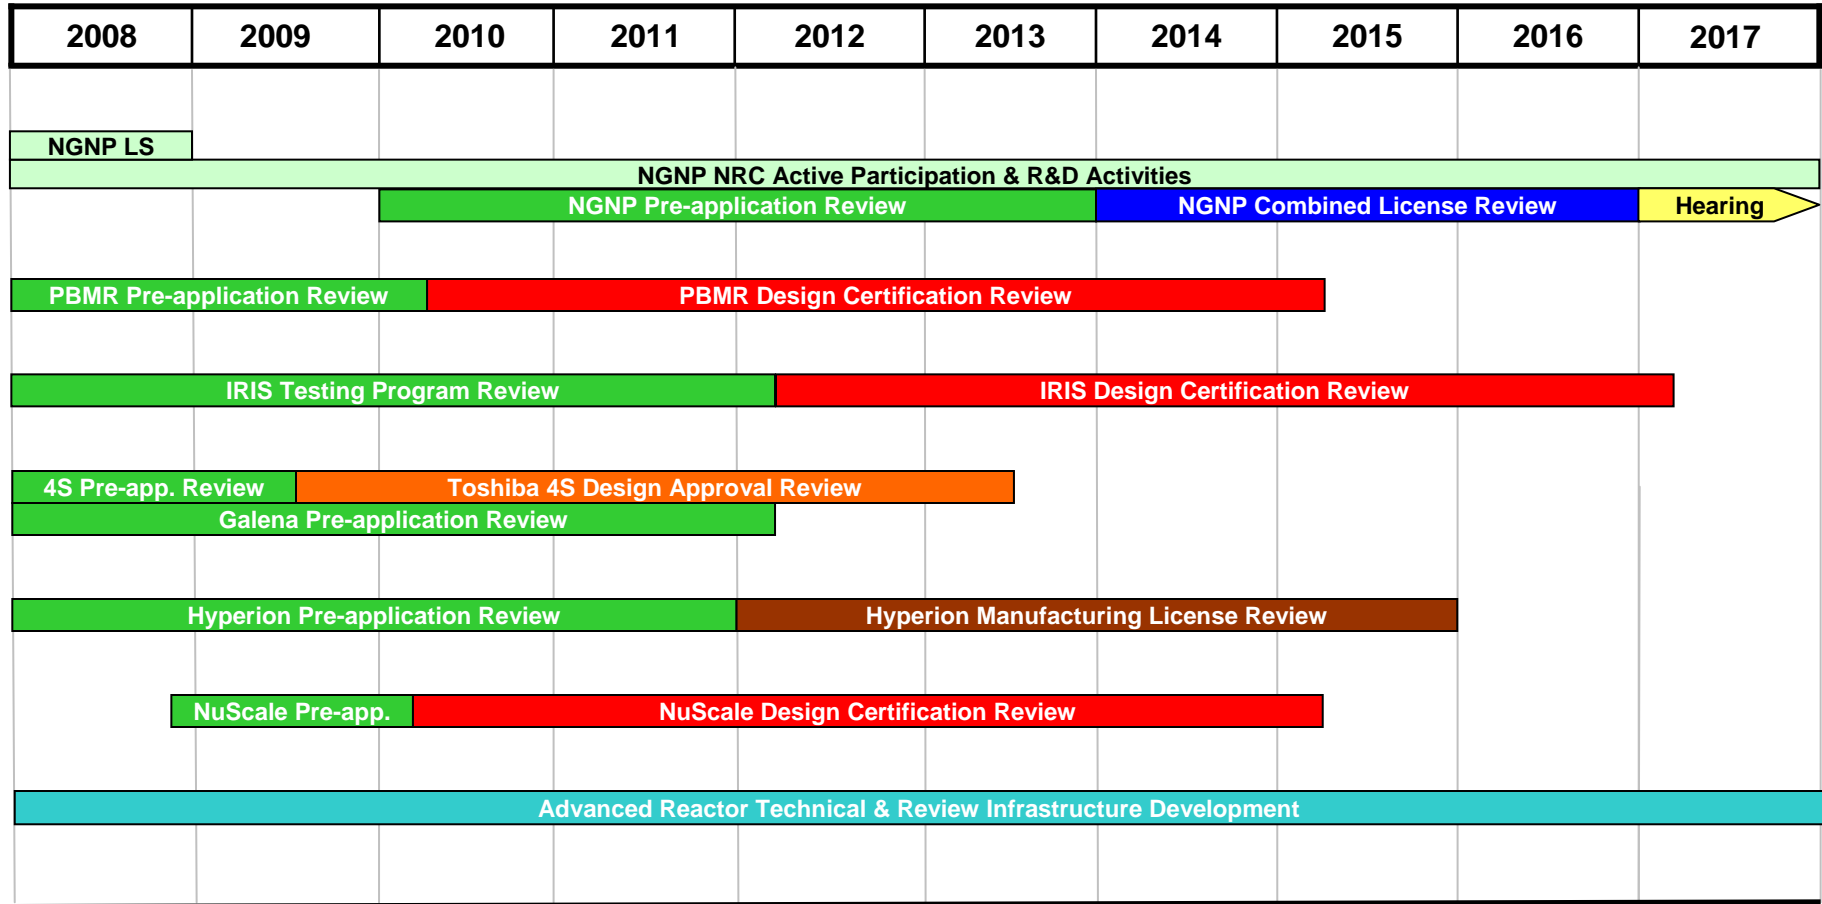 2008 2009 2010 2011 2012 2013 2014 2015 2016 2017
NGNP LS
NGNP NRC Active Participation & R&D Activities
NGNP Pre-application Review NGNP Combined License Review Hearing
PBMR Pre-application Review PBMR Design Certification Review
IRIS Testing Program Review IRIS Design Certification Review
4S Pre-app. Review Toshiba 4S Design Approval Review
Galena Pre-application Review
Hyperion Pre-application Review Hyperion Manufacturing License Review
NuScale Pre-app. NuScale Design Certification Review
Advanced Reactor Technical & Review Infrastructure Development